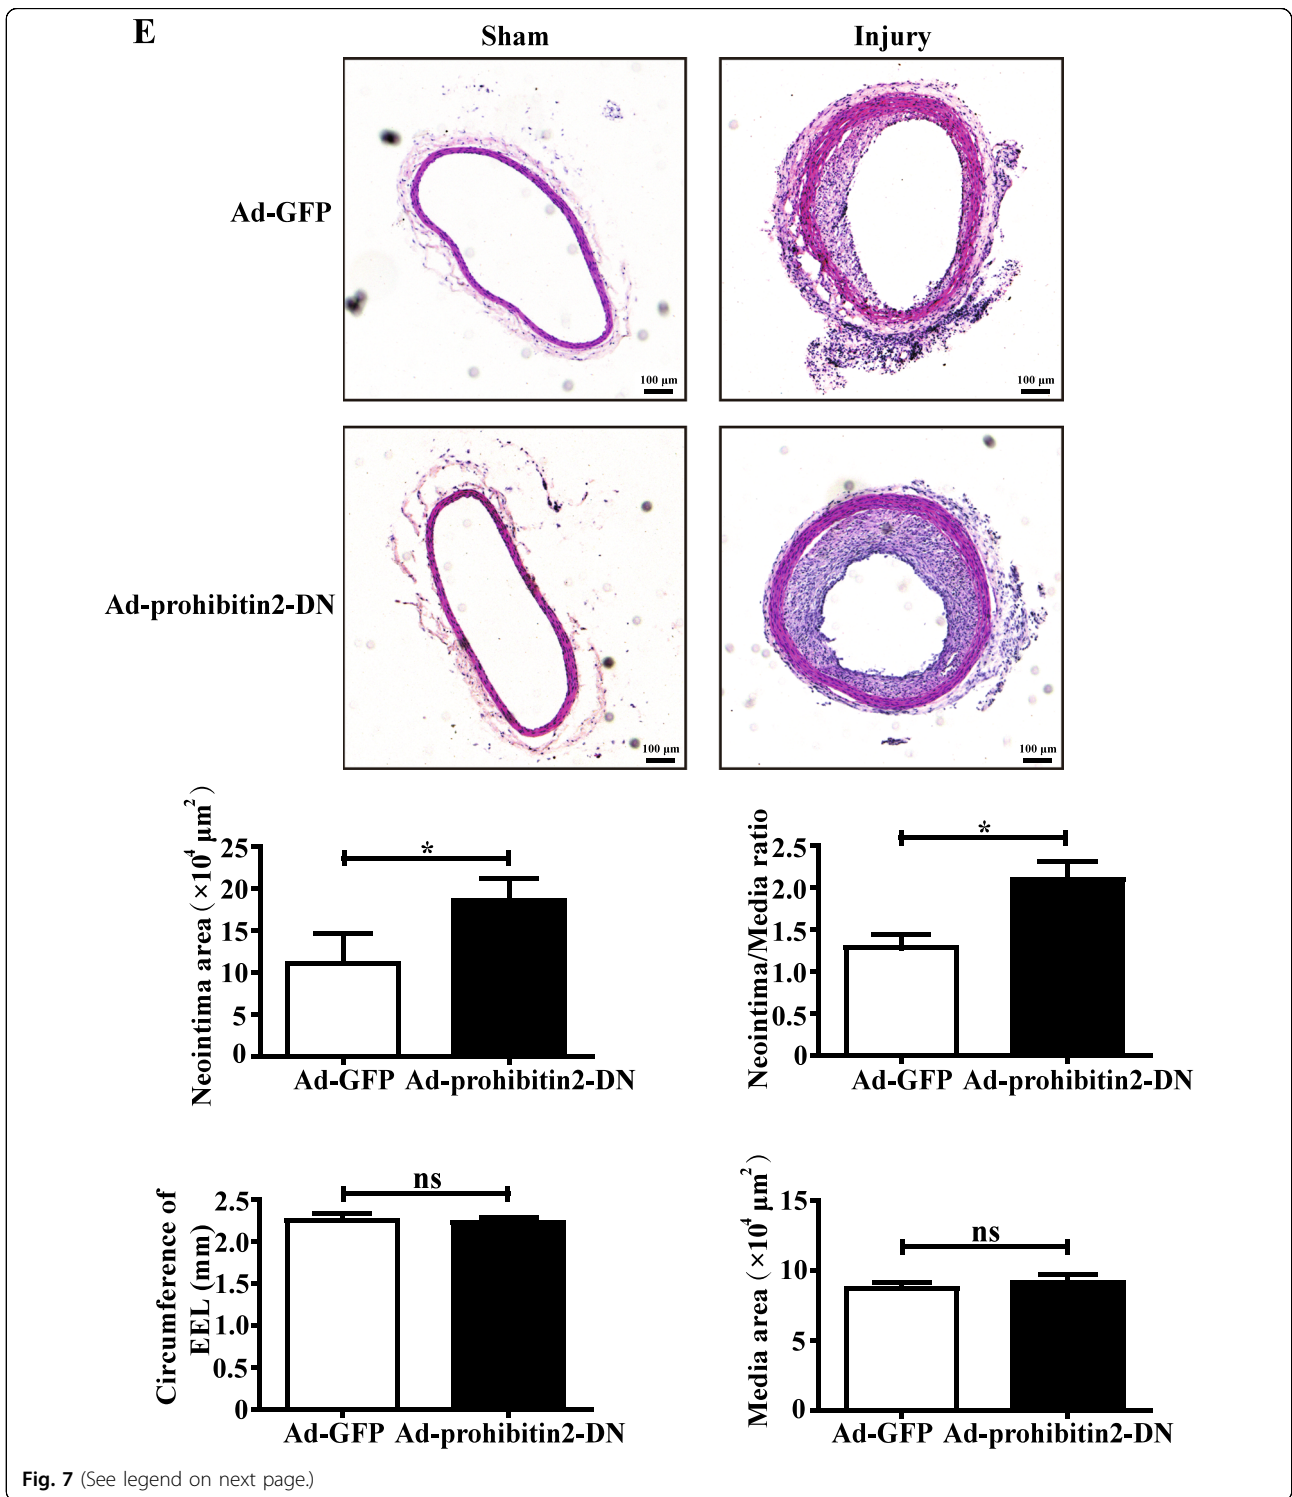 E
Sham
Injury
Ad-GFP
100 µm
100 µm
Ad-prohibitin2-DN
100 µm
100 µm
Neointima area (×10⁴ µm²)
25
20
15
10
5
0
*
Ad-GFP
Ad-prohibitin2-DN
Neointima/Media ratio
2.5
2.0
1.5
1.0
0.5
0
*
Ad-GFP
Ad-prohibitin2-DN
Circumference of
EEL (mm)
2.5
2.0
1.5
1.0
0.5
0
ns
Ad-GFP
Ad-prohibitin2-DN
Media area (×10⁴ µm²)
15
10
5
0
ns
Ad-GFP
Ad-prohibitin2-DN
Fig. 7 (See legend on next page.)